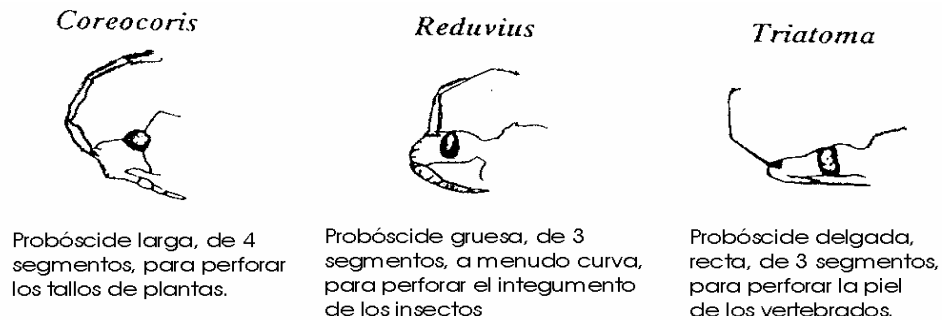 Coreocoris
Reduvius
Triatoma
Probóscide larga, de 4
segmentos, para perforar
los tallos de plantas.
Probóscide gruesa, de 3
segmentos, a menudo curva,
para perforar el integumento
de los insectos
Probóscide delgada,
recta, de 3 segmentos,
para perforar la piel
de los vertebrados.